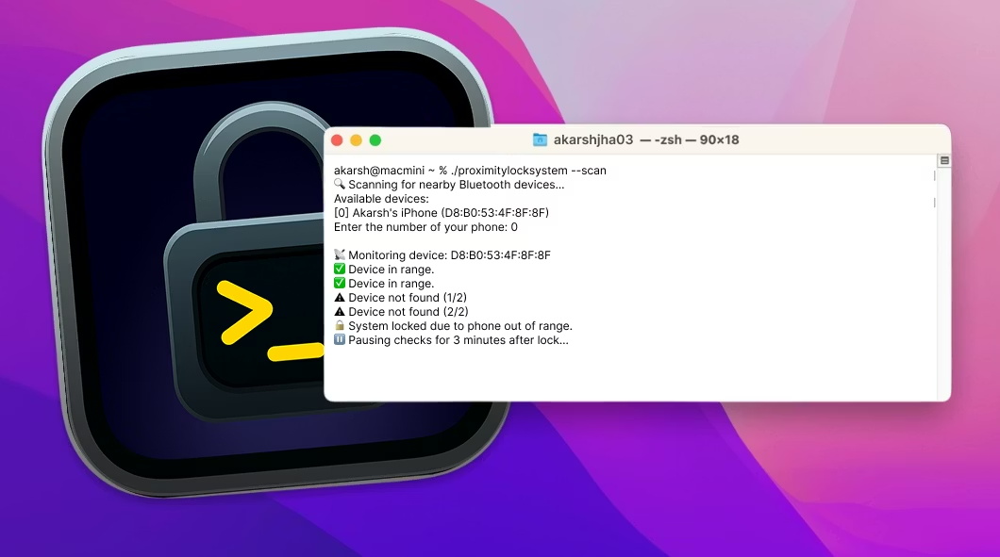 akarshjha03 — -zsh — 90×18
akarsh@macmini ~ % ./proximitylocksystem --scan
🔍 Scanning for nearby Bluetooth devices...
Available devices:
[0] Akarsh's iPhone (D8:B0:53:4F:8F:8F)
Enter the number of your phone: 0
📡 Monitoring device: D8:B0:53:4F:8F:8F
✅ Device in range.
✅ Device in range.
⚠ Device not found (1/2)
⚠ Device not found (2/2)
🔒 System locked due to phone out of range.
⏸ Pausing checks for 3 minutes after lock...
>_